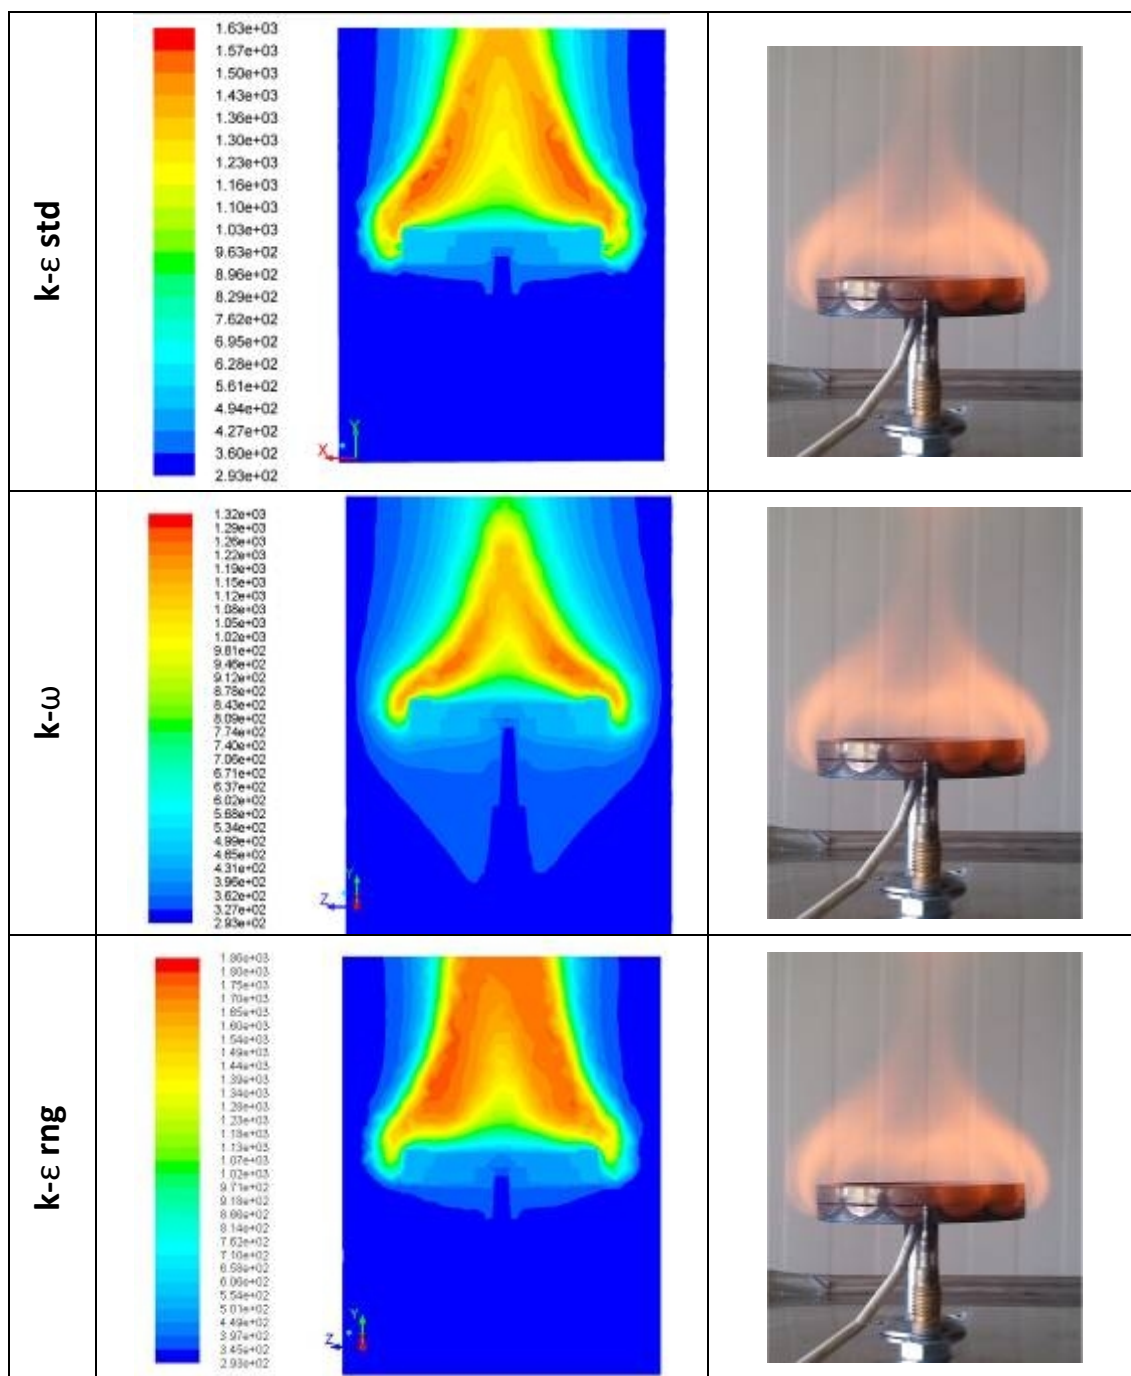 k-ε std
1.63e+03
1.57e+03
1.50e+03
1.43e+03
1.36e+03
1.30e+03
1.23e+03
1.16e+03
1.10e+03
1.03e+03
9.63e+02
8.96e+02
8.29e+02
7.62e+02
6.95e+02
6.28e+02
5.61e+02
4.94e+02
4.27e+02
3.60e+02
2.93e+02
Y
X
k-ω
1.32e+03
1.29e+03
1.26e+03
1.22e+03
1.19e+03
1.15e+03
1.12e+03
1.08e+03
1.05e+03
1.02e+03
9.81e+02
9.46e+02
9.12e+02
8.78e+02
8.43e+02
8.09e+02
7.74e+02
7.40e+02
7.06e+02
6.71e+02
6.37e+02
6.02e+02
5.68e+02
5.34e+02
4.99e+02
4.65e+02
4.31e+02
3.96e+02
3.62e+02
3.27e+02
2.93e+02
Y
Z
k-ε rng
1.86e+03
1.80e+03
1.75e+03
1.70e+03
1.65e+03
1.60e+03
1.54e+03
1.49e+03
1.44e+03
1.39e+03
1.34e+03
1.28e+03
1.23e+03
1.18e+03
1.13e+03
1.07e+03
1.02e+03
9.71e+02
9.18e+02
8.66e+02
8.14e+02
7.62e+02
7.10e+02
6.58e+02
6.06e+02
5.54e+02
5.01e+02
4.49e+02
3.97e+02
3.45e+02
2.93e+02
Y
Z